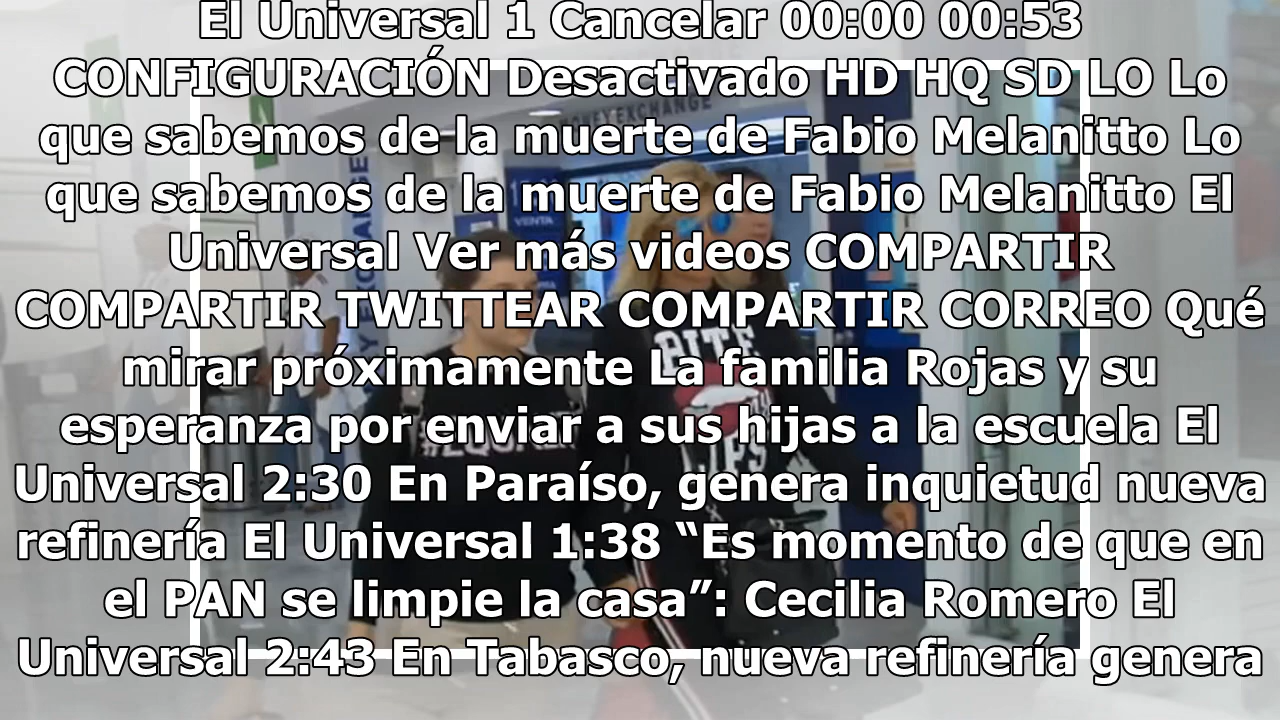 El Universal 1 Cancelar 00:00 00:53
CONFIGURACIÓN Desactivado HD HQ SD LO Lo
que sabemos de la muerte de Fabio Melanitto Lo
que sabemos de la muerte de Fabio Melanitto El
Universal Ver más videos COMPARTIR
COMPARTIR TWITTEAR COMPARTIR CORREO Qué
mirar próximamente La familia Rojas y su
esperanza por enviar a sus hijas a la escuela El
Universal 2:30 En Paraíso, genera inquietud nueva
refinería El Universal 1:38 “Es momento de que en
el PAN se limpie la casa”: Cecilia Romero El
Universal 2:43 En Tabasco, nueva refinería genera
EXCHANGE
VENTA
BITE
LIPS